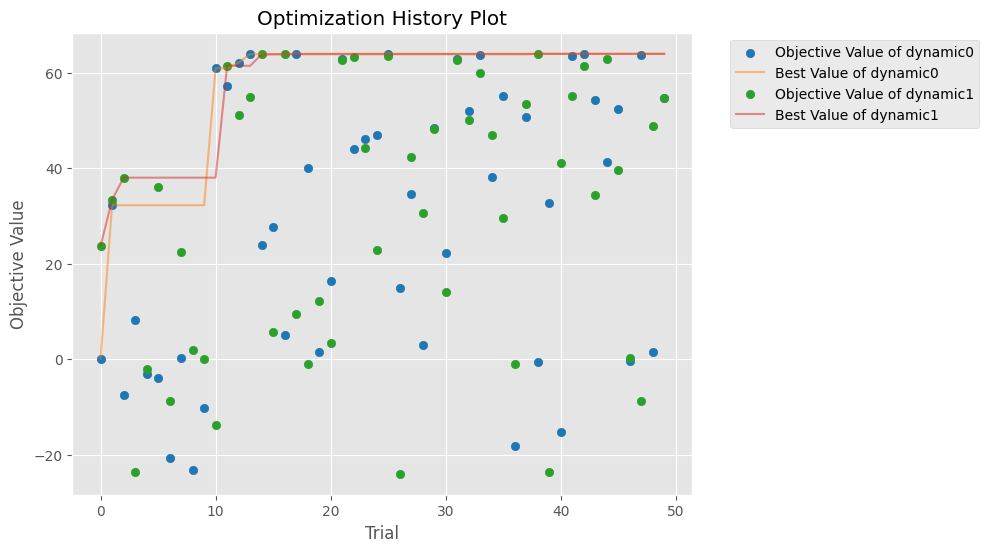 Optimization History Plot
Objective Value of dynamic0
Best Value of dynamic0
Objective Value of dynamic1
Best Value of dynamic1
Objective Value
60
40
20
0
−20
0 10 20 30 40 50
Trial